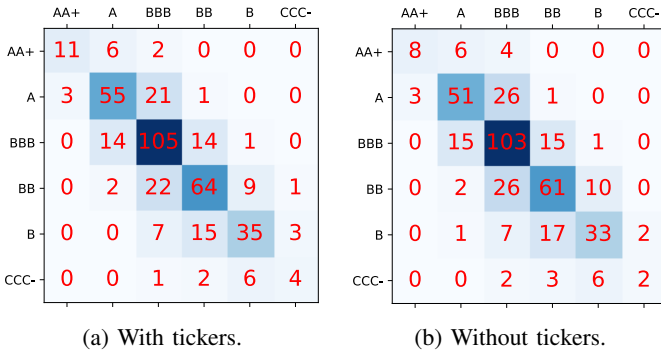 AA+ A BBB BB B CCC- AA+ A BBB BB B CCC-
AA+ 11 6 2 0 0 0 AA+ 8 6 4 0 0 0
A 3 55 21 1 0 0 A 3 51 26 1 0 0
BBB 0 14 105 14 1 0 BBB 0 15 103 15 1 0
BB 0 2 22 64 9 1 BB 0 2 26 61 10 0
B 0 0 7 15 35 3 B 0 1 7 17 33 2
CCC- 0 0 1 2 6 4 CCC- 0 0 2 3 6 2
(a) With tickers. (b) Without tickers.